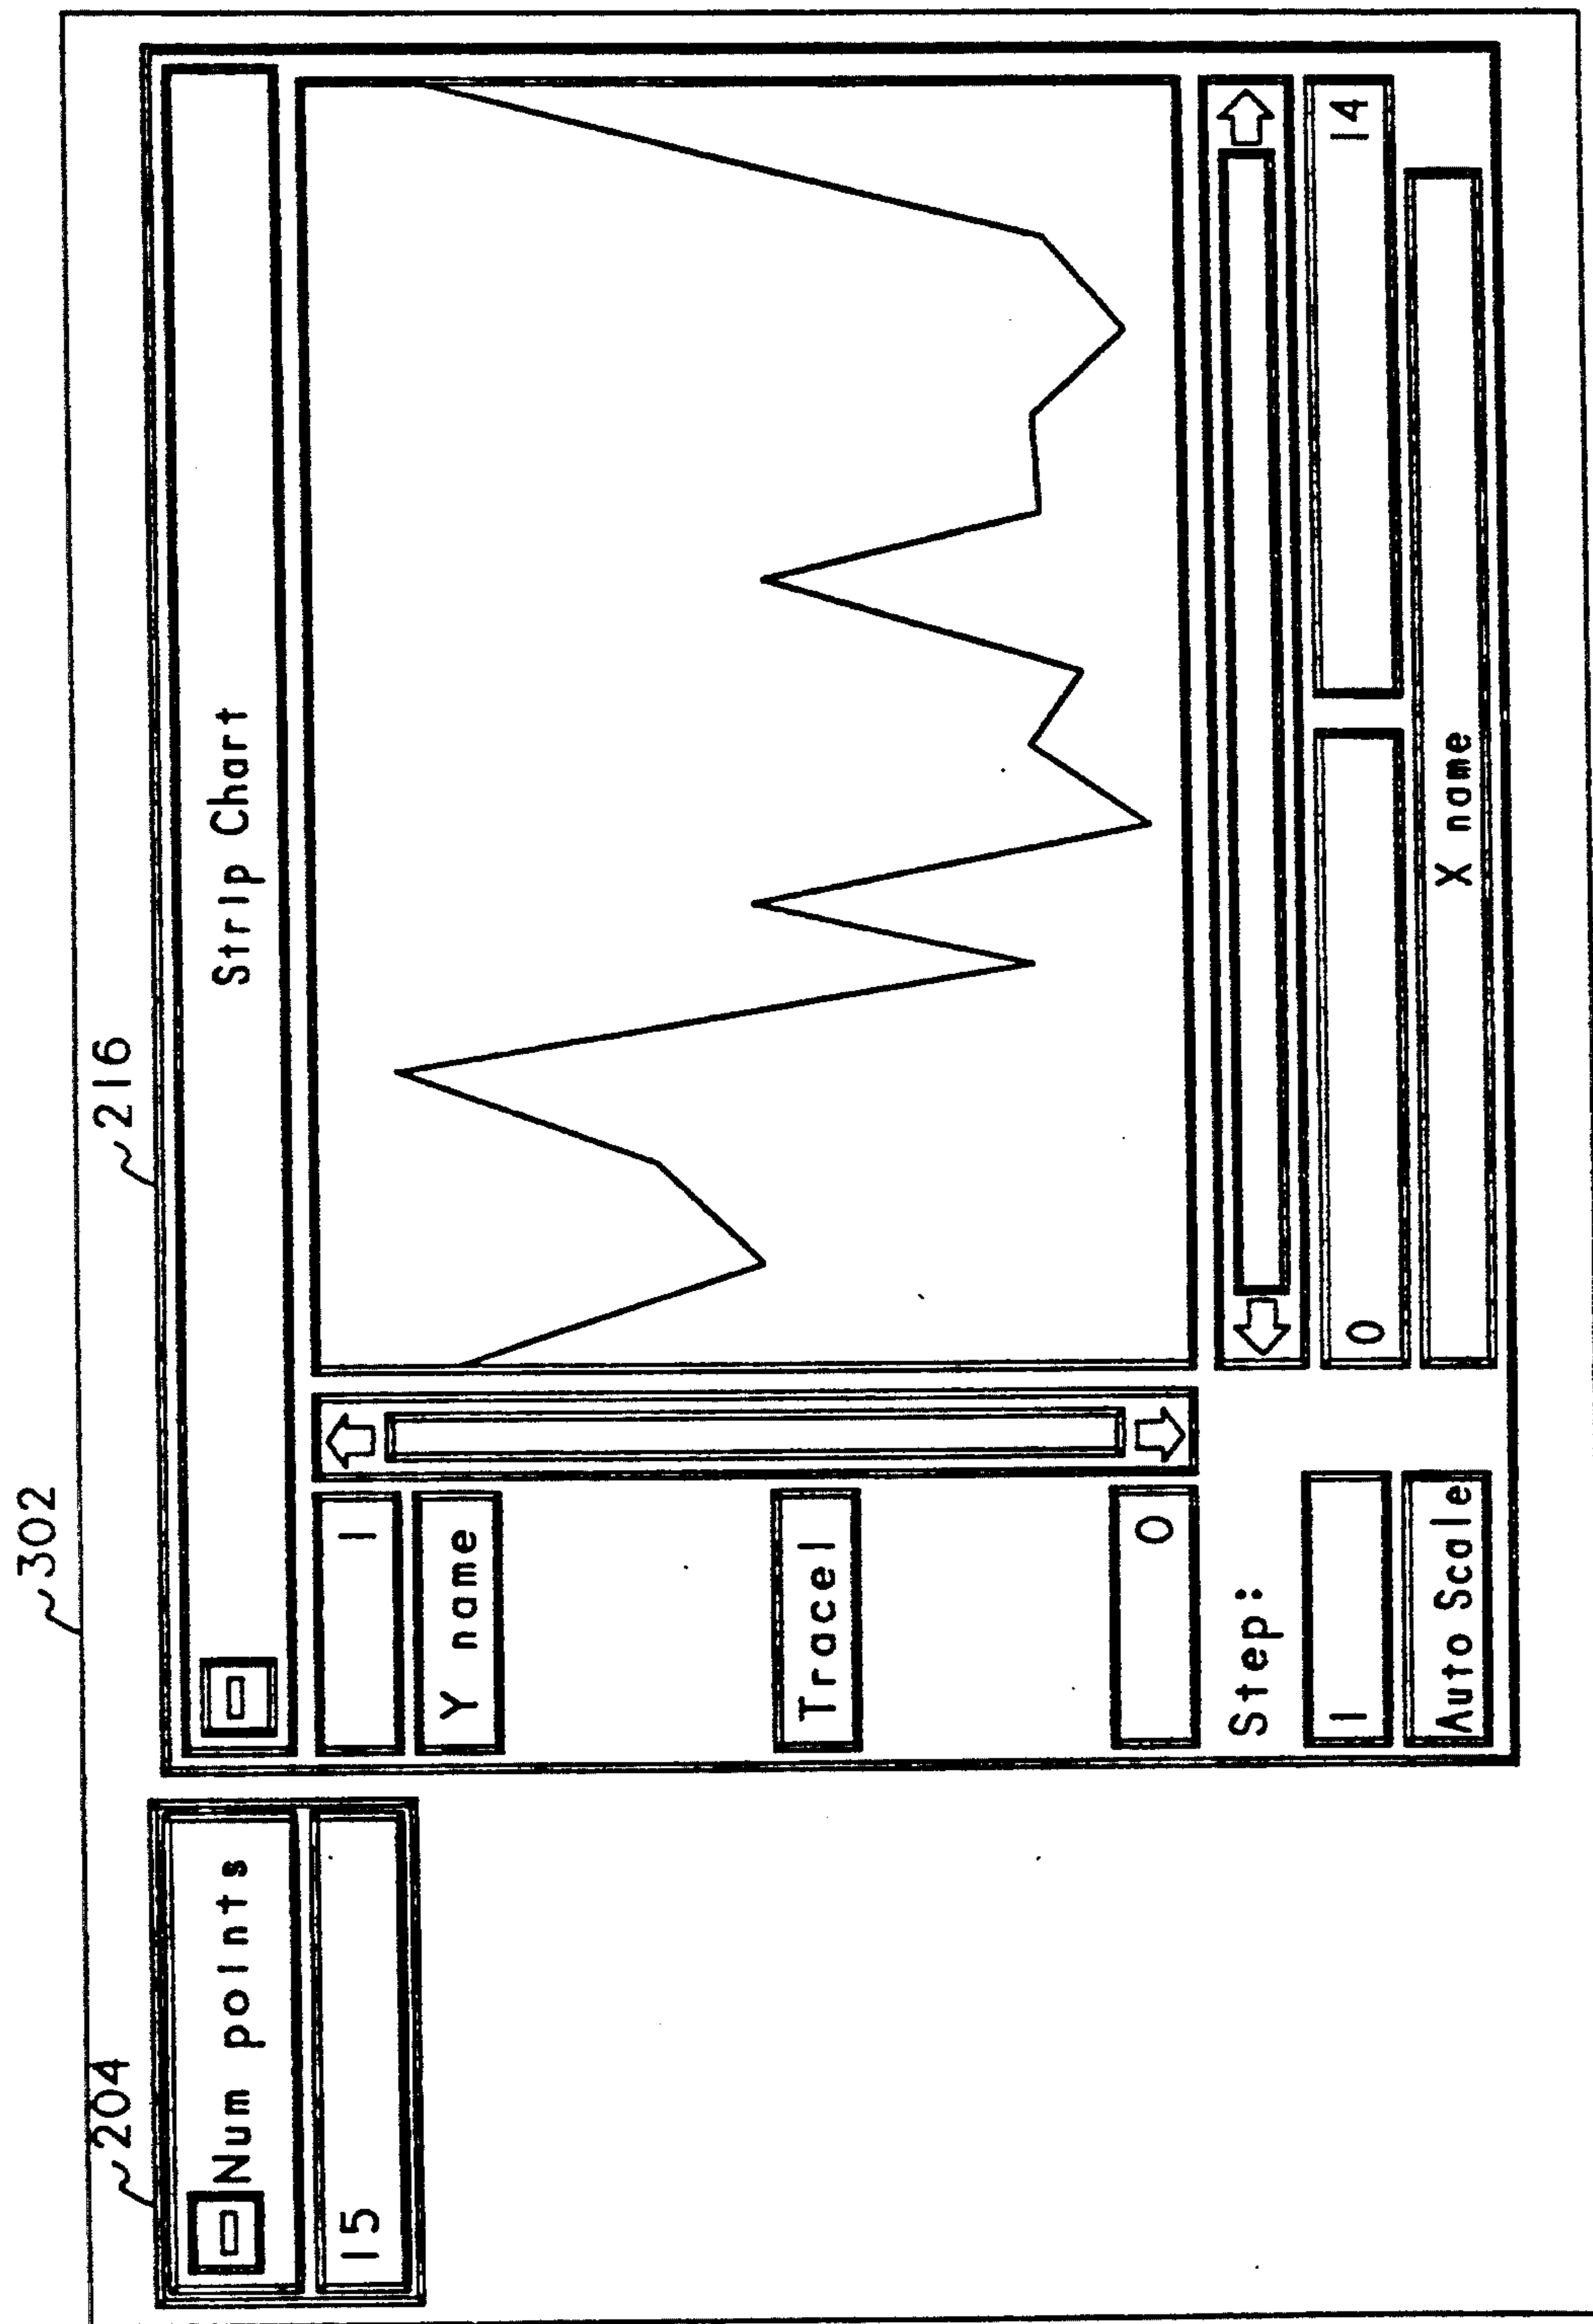 302
204
216
Num points
15
Strip Chart
1
Y name
Trace1
0
Step:
1
Auto Scale
0
14
X name